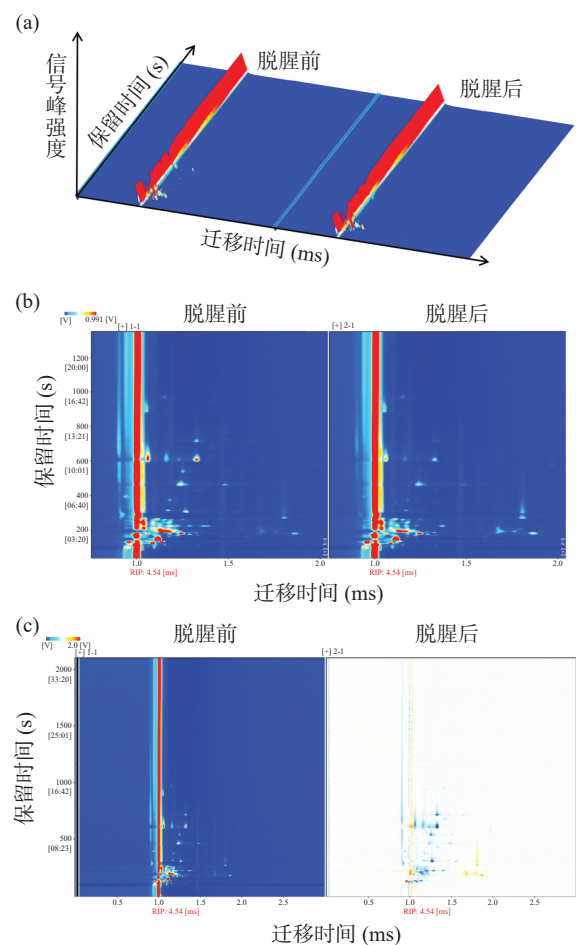 (a)
信号峰强度
保留时间 (s)
脱腥前
脱腥后
迁移时间 (ms)
(b)
脱腥前
脱腥后
[V] 0.991 [V]
[+] 1-1
[+] 2-1
保留时间 (s)
1200
[20:00]
1000
[16:42]
800
[13:21]
600
[10:01]
400
[06:40]
200
[03:20]
1.0
1.5
2.0
1.0
1.5
2.0
RIP: 4.54 [ms]
RIP: 4.54 [ms]
迁移时间 (ms)
(c)
脱腥前
脱腥后
[V] 2.0 [V]
[+] 1-1
[+] 2-1
保留时间 (s)
2000
[33:20]
1500
[25:01]
1000
[16:42]
500
[08:23]
0.5
1.0
1.5
2.0
2.5
0.5
1.0
1.5
2.0
2.5
RIP: 4.54 [ms]
RIP: 4.54 [ms]
迁移时间 (ms)